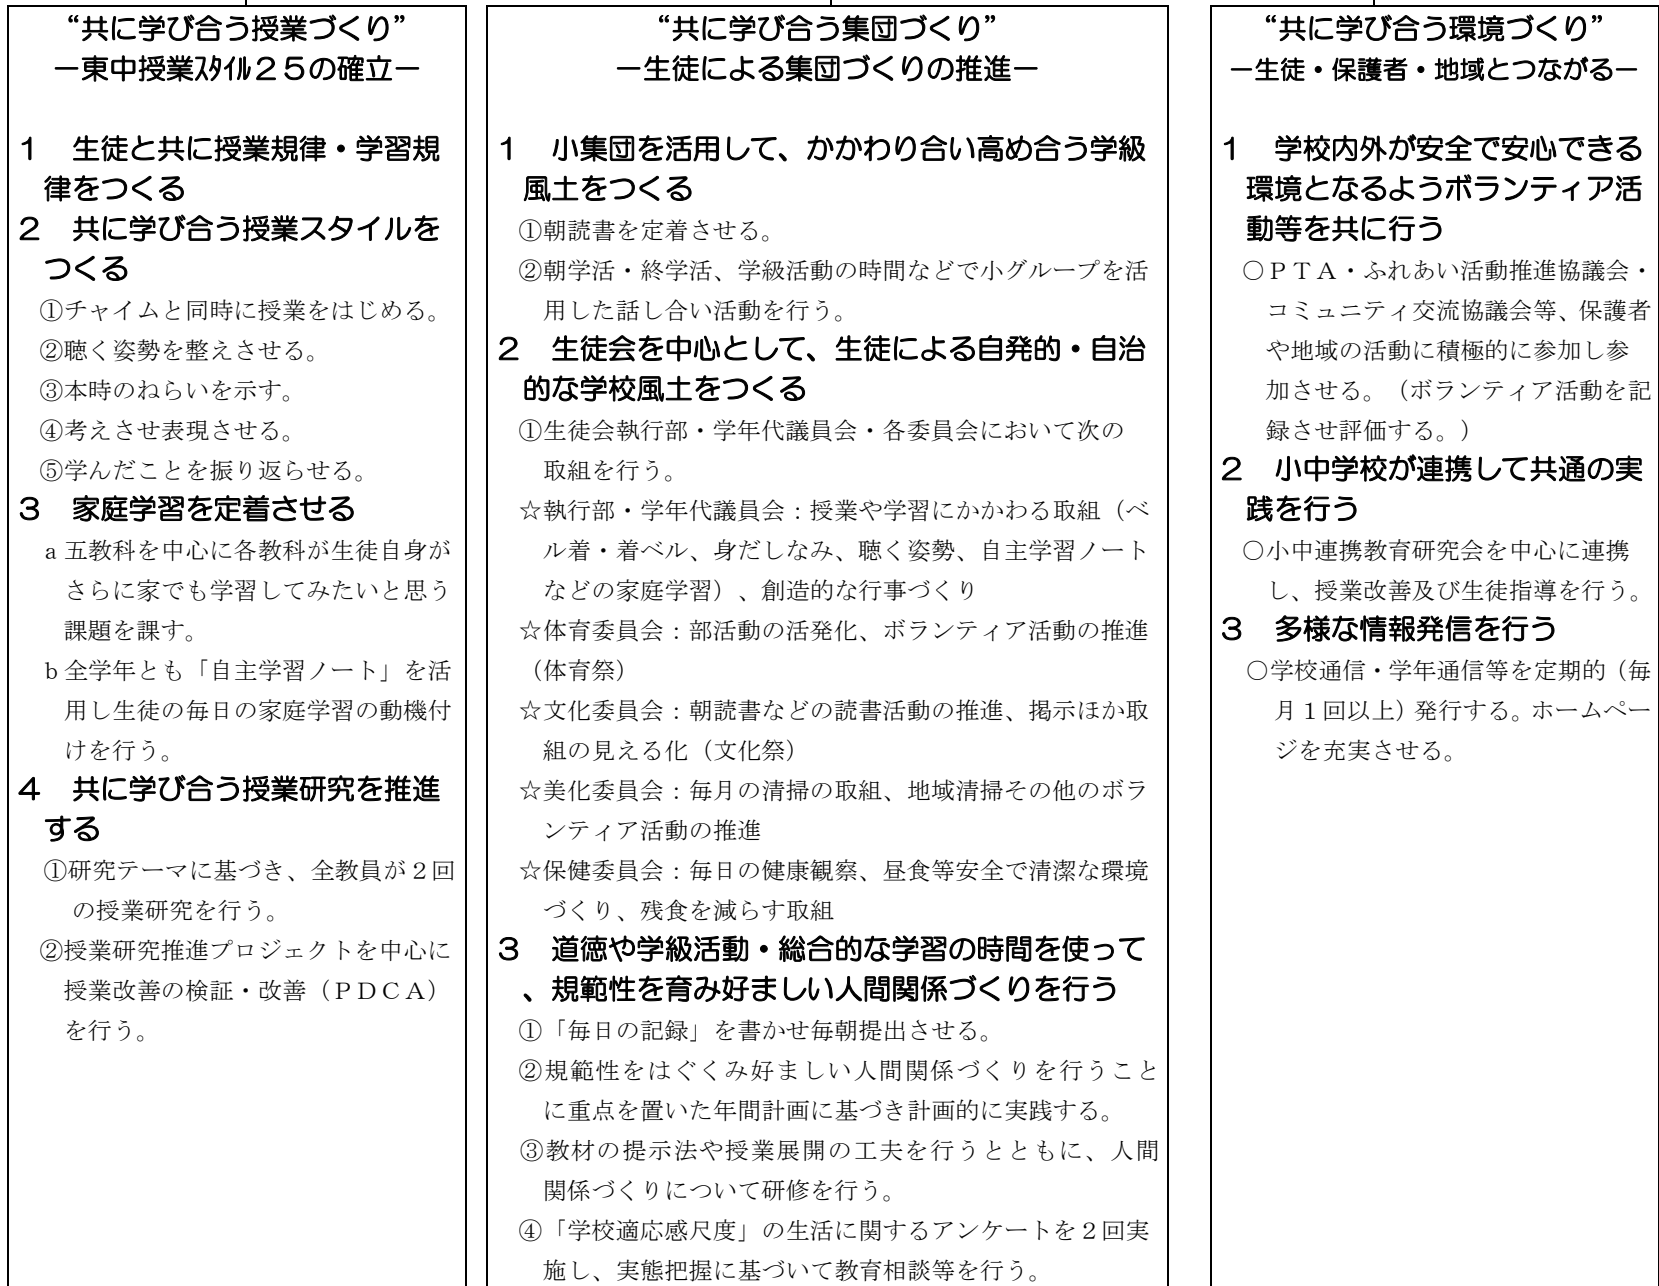 “共に学び合う授業づくり”
－東中授業ｽﾀｲﾙ２５の確立－
１　生徒と共に授業規律・学習規
律をつくる
２　共に学び合う授業スタイルを
つくる
①チャイムと同時に授業をはじめる。
②聴く姿勢を整えさせる。
③本時のねらいを示す。
④考えさせ表現させる。
⑤学んだことを振り返らせる。
３　家庭学習を定着させる
a 五教科を中心に各教科が生徒自身が
さらに家でも学習してみたいと思う
課題を課す。
b 全学年とも「自主学習ノート」を活
用し生徒の毎日の家庭学習の動機付
けを行う。
４　共に学び合う授業研究を推進
する
①研究テーマに基づき、全教員が２回
の授業研究を行う。
②授業研究推進プロジェクトを中心に
授業改善の検証・改善（ＰＤＣＡ）
を行う。
“共に学び合う集団づくり”
－生徒による集団づくりの推進－
１　小集団を活用して、かかわり合い高め合う学級
風土をつくる
①朝読書を定着させる。
②朝学活・終学活、学級活動の時間などで小グループを活
用した話し合い活動を行う。
２　生徒会を中心として、生徒による自発的・自治
的な学校風土をつくる
①生徒会執行部・学年代議員会・各委員会において次の
取組を行う。
☆執行部・学年代議員会：授業や学習にかかわる取組（ベ
ル着・着ベル、身だしなみ、聴く姿勢、自主学習ノート
などの家庭学習）、創造的な行事づくり
☆体育委員会：部活動の活発化、ボランティア活動の推進
（体育祭）
☆文化委員会：朝読書などの読書活動の推進、掲示ほか取
組の見える化（文化祭）
☆美化委員会：毎月の清掃の取組、地域清掃その他のボラ
ンティア活動の推進
☆保健委員会：毎日の健康観察、昼食等安全で清潔な環境
づくり、残食を減らす取組
３　道徳や学級活動・総合的な学習の時間を使って
、規範性を育み好ましい人間関係づくりを行う
①「毎日の記録」を書かせ毎朝提出させる。
②規範性をはぐくみ好ましい人間関係づくりを行うこと
に重点を置いた年間計画に基づき計画的に実践する。
③教材の提示法や授業展開の工夫を行うとともに、人間
関係づくりについて研修を行う。
④「学校適応感尺度」の生活に関するアンケートを２回実
施し、実態把握に基づいて教育相談等を行う。
“共に学び合う環境づくり”
－生徒・保護者・地域とつながる－
１　学校内外が安全で安心できる
環境となるようボランティア活
動等を共に行う
○ＰＴＡ・ふれあい活動推進協議会・
コミュニティ交流協議会等、保護者
や地域の活動に積極的に参加し参
加させる。（ボランティア活動を記
録させ評価する。）
２　小中学校が連携して共通の実
践を行う
○小中連携教育研究会を中心に連携
し、授業改善及び生徒指導を行う。
３　多様な情報発信を行う
○学校通信・学年通信等を定期的（毎
月１回以上）発行する。ホームペー
ジを充実させる。